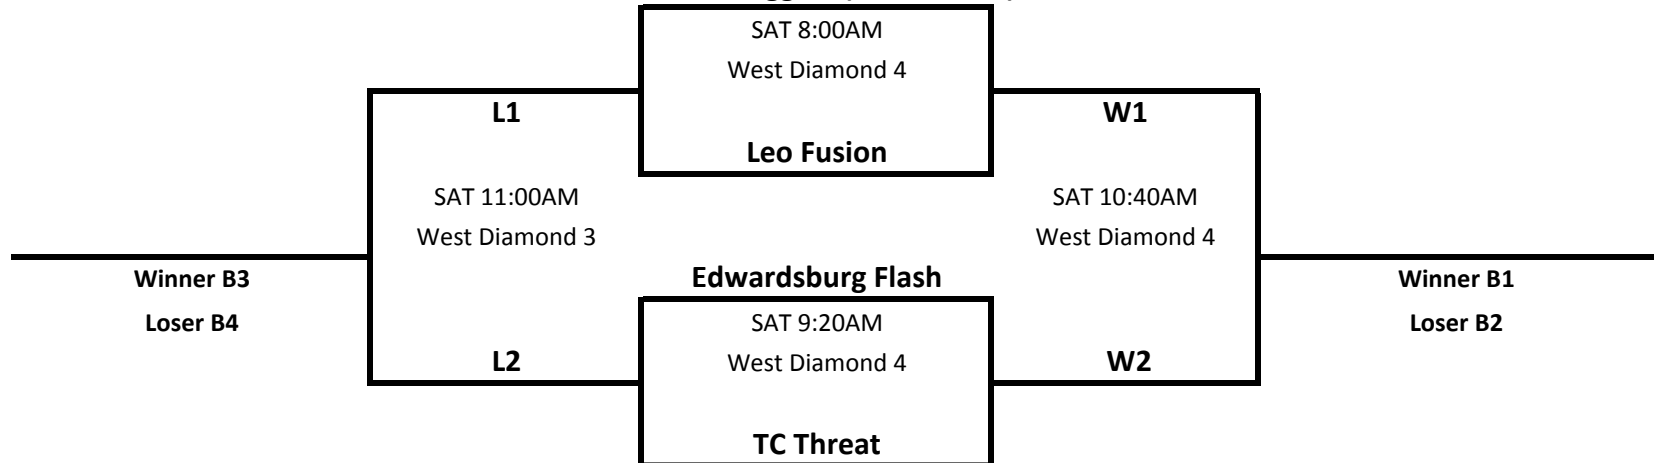 SAT 8:00AM
West Diamond 4
L1
W1
Leo Fusion
SAT 11:00AM
West Diamond 3
SAT 10:40AM
West Diamond 4
Winner B3
Loser B4
Edwardsburg Flash
Winner B1
Loser B2
SAT 9:20AM
West Diamond 4
L2
W2
TC Threat